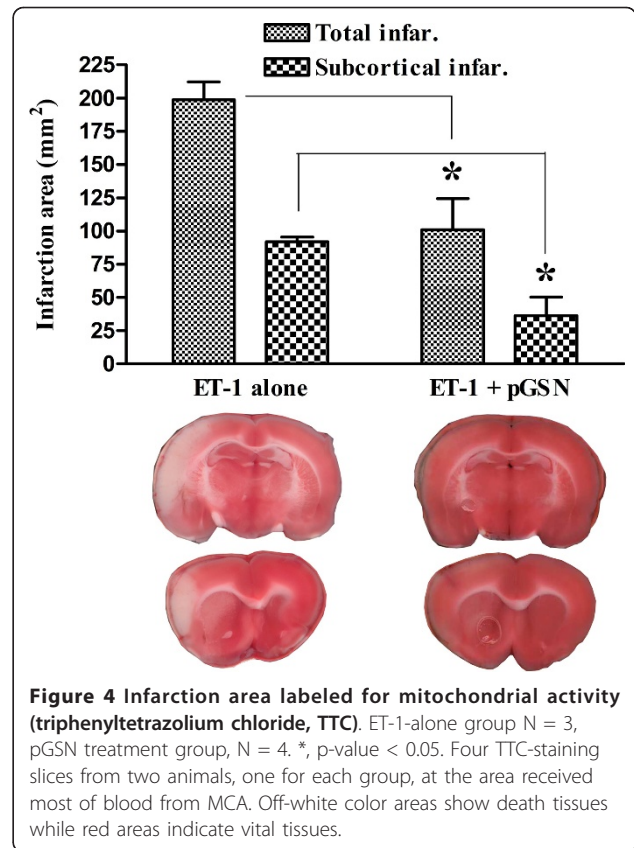 Total infar.
Subcortical infar.
Infarction area (mm²)
225
200
175
150
125
100
75
50
25
0
*
*
ET-1 alone
ET-1 + pGSN
Figure 4 Infarction area labeled for mitochondrial activity
(triphenyltetrazolium chloride, TTC). ET-1-alone group N = 3,
pGSN treatment group, N = 4. *, p-value < 0.05. Four TTC-staining
slices from two animals, one for each group, at the area received
most of blood from MCA. Off-white color areas show death tissues
while red areas indicate vital tissues.